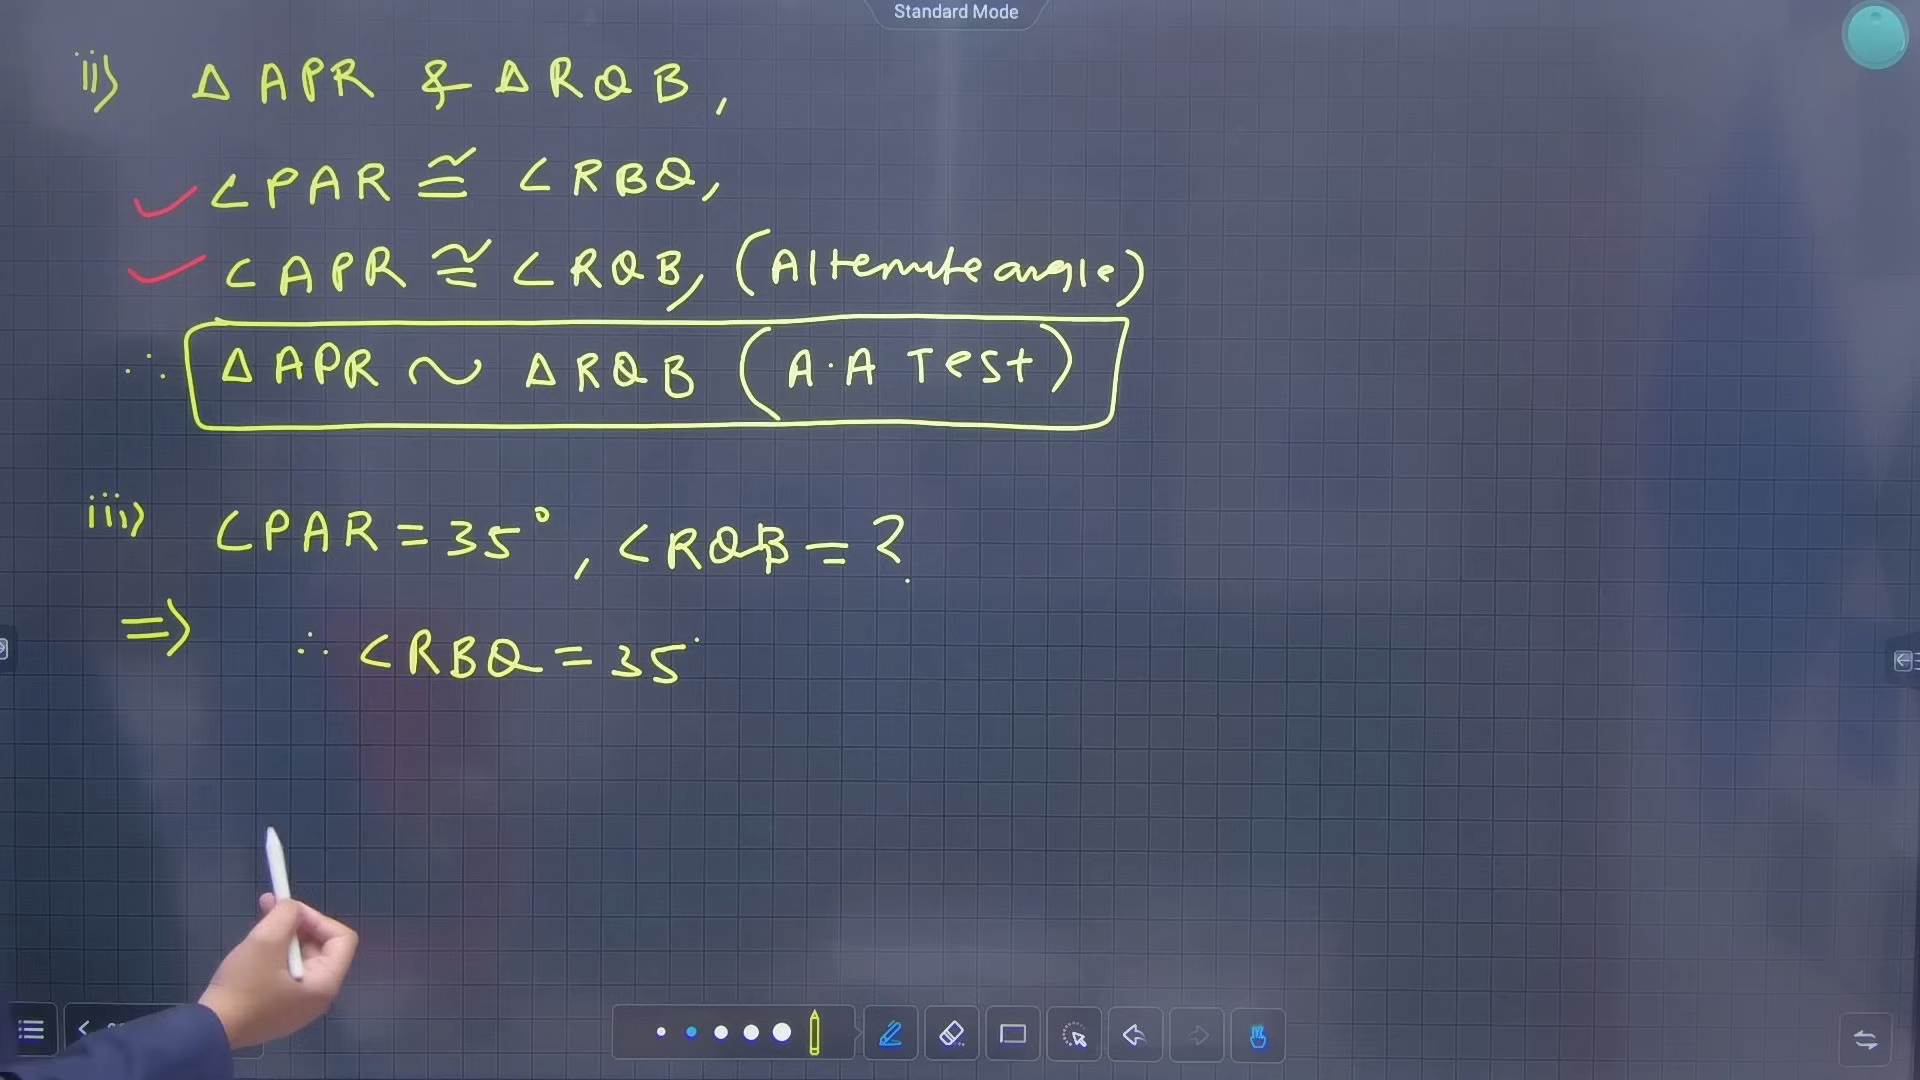 Standard Mode
ii) Δ APR & Δ RQB,
∠PAR ≅ ∠RBQ,
∠APR ≅ ∠RQB, (Alternate angle)
∴ Δ APR ~ Δ RQB (A.A Test)
iii) ∠PAR = 35°, ∠RQB = ?
⇒ ∴ ∠RBQ = 35°